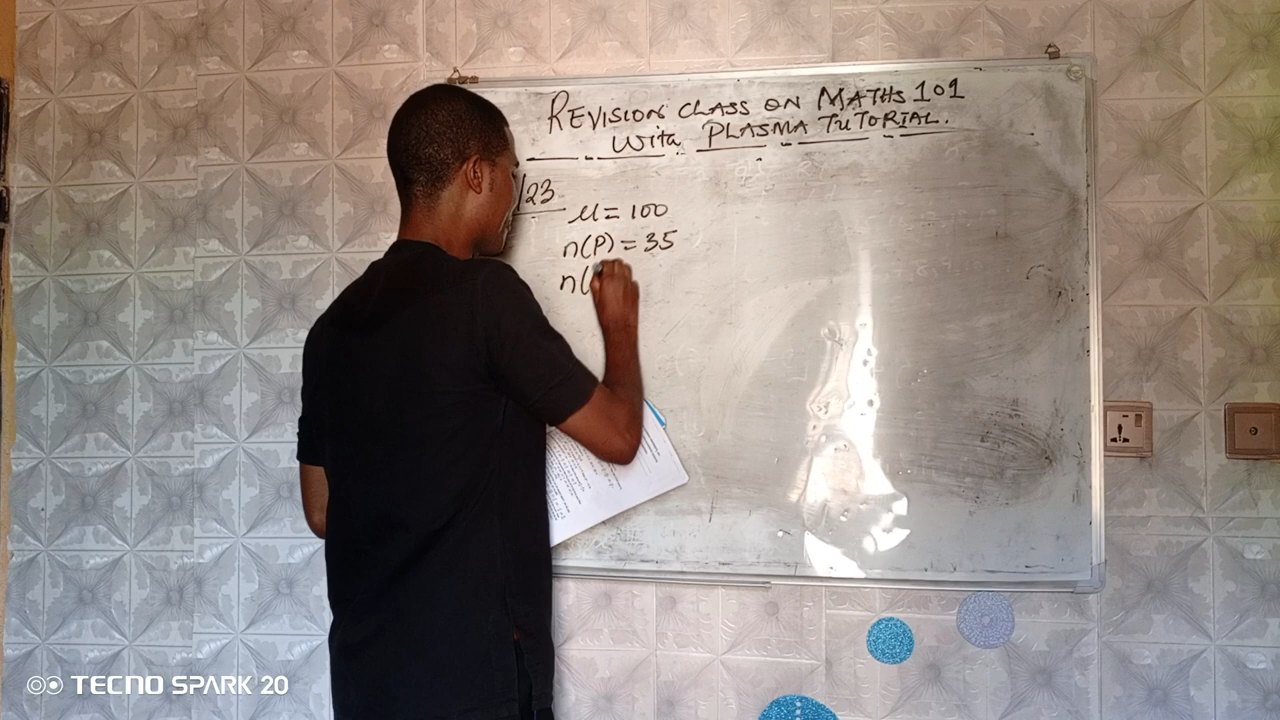 REVISION CLASS ON MATHS 101
WITH PLASMA TUTORIAL.
/23
μ = 100
n(P) = 35
n(
TECNO SPARK 20